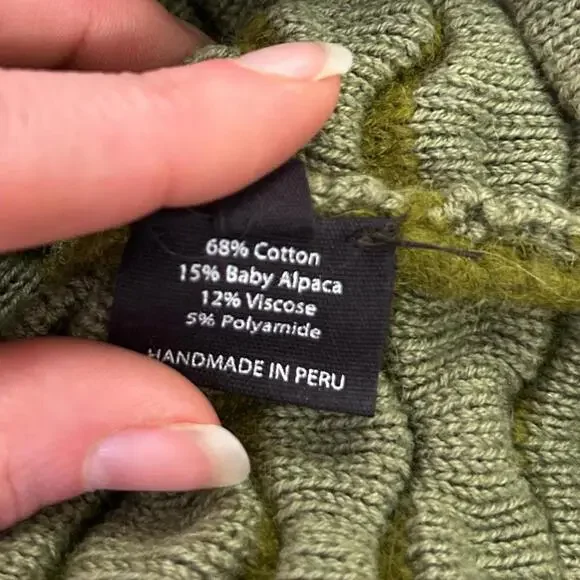 68% Cotton
15% Baby Alpaca
12% Viscose
5% Polyamide
HANDMADE IN PERU